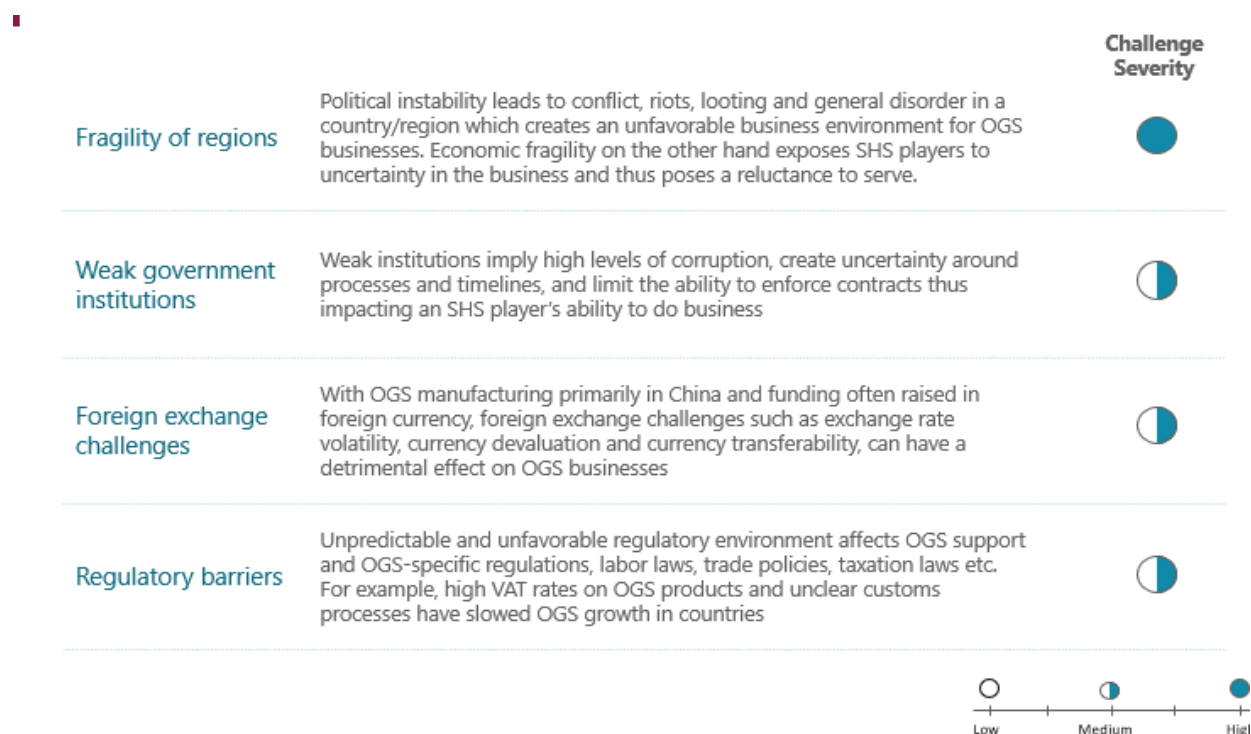 Challenge
Severity
Fragility of regions
Political instability leads to conflict, riots, looting and general disorder in a
country/region which creates an unfavorable business environment for OGS
businesses. Economic fragility on the other hand exposes SHS players to
uncertainty in the business and thus poses a reluctance to serve.
Weak government
institutions
Weak institutions imply high levels of corruption, create uncertainty around
processes and timelines, and limit the ability to enforce contracts thus
impacting an SHS player's ability to do business
Foreign exchange
challenges
With OGS manufacturing primarily in China and funding often raised in
foreign currency, foreign exchange challenges such as exchange rate
volatility, currency devaluation and currency transferability, can have a
detrimental effect on OGS businesses
Regulatory barriers
Unpredictable and unfavorable regulatory environment affects OGS support
and OGS-specific regulations, labor laws, trade policies, taxation laws etc.
For example, high VAT rates on OGS products and unclear customs
processes have slowed OGS growth in countries
Low Medium High